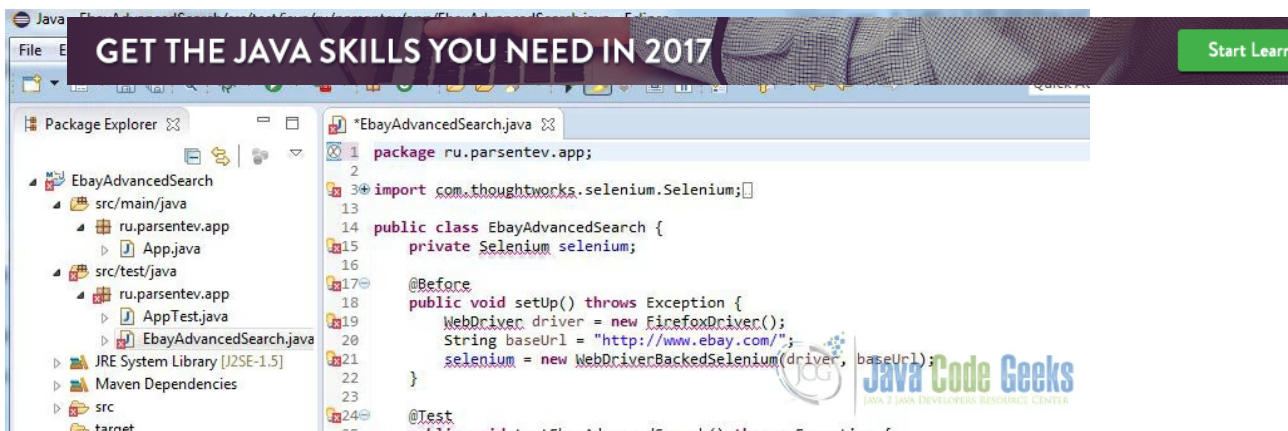 Java
GET THE JAVA SKILLS YOU NEED IN 2017
Start Learn
File E
Package Explorer
*EbayAdvancedSearch.java
EbayAdvancedSearch
src/main/java
ru.parsentev.app
App.java
src/test/java
ru.parsentev.app
AppTest.java
EbayAdvancedSearch.java
JRE System Library [J2SE-1.5]
Maven Dependencies
src
target
1 package ru.parsentev.app;
2
3 import com.thoughtworks.selenium.Selenium;
13
14 public class EbayAdvancedSearch {
15 private Selenium selenium;
16
17 @Before
18 public void setUp() throws Exception {
19 WebDriver driver = new FirefoxDriver();
20 String baseUrl = "http://www.ebay.com/";
21 selenium = new WebDriverBackedSelenium(driver, baseUrl);
22 }
23
24 @Test
JCG
Java Code Geeks
JAVA 2 JAVA DEVELOPERS RESOURCE CENTER